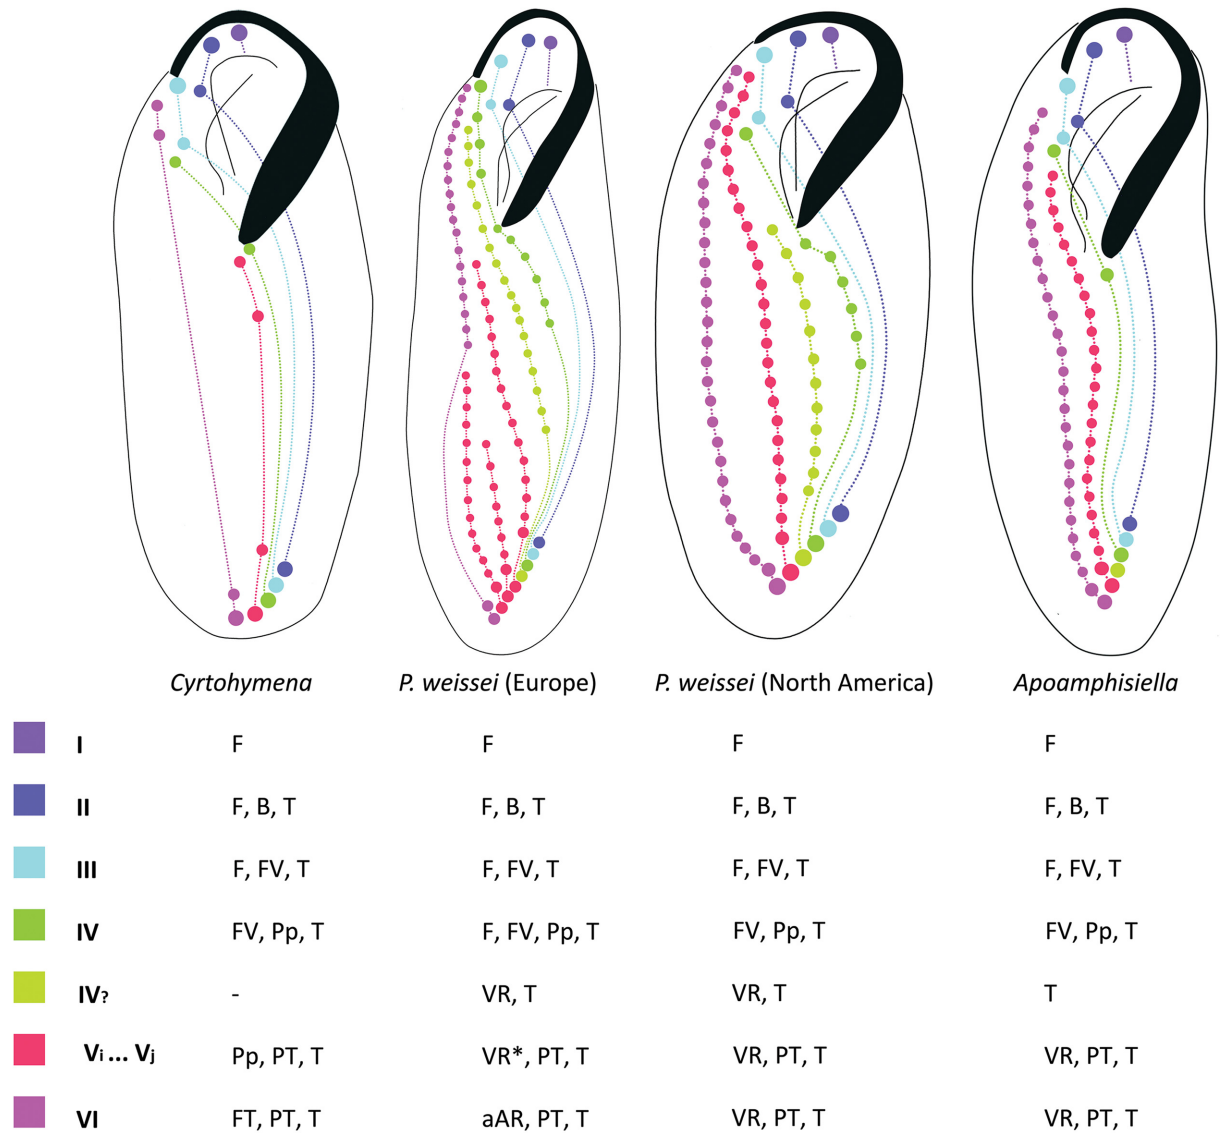 Cyrtohymena P. weissei (Europe) P. weissei (North America) Apoamphisiella
I F F F F
II F, B, T F, B, T F, B, T F, B, T
III F, FV, T F, FV, T F, FV, T F, FV, T
IV FV, Pp, T F, FV, Pp, T FV, Pp, T FV, Pp, T
IV? - VR, T VR, T T
Vi ... Vj Pp, PT, T VR*, PT, T VR, PT, T VR, PT, T
VI FT, PT, T aAR, PT, T VR, PT, T VR, PT, T